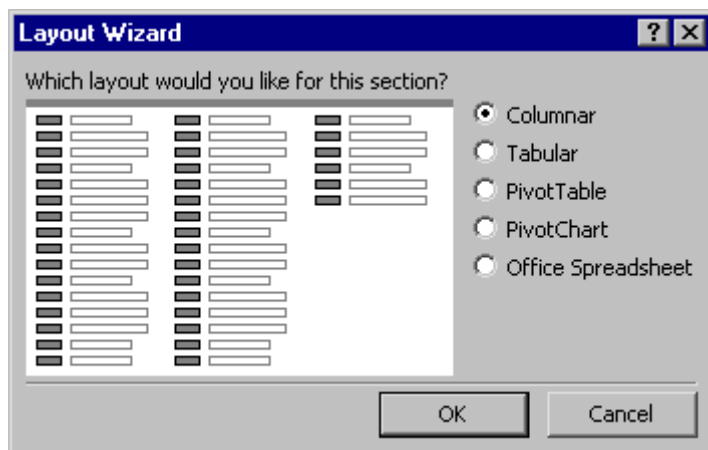 Layout Wizard
Which layout would you like for this section?
Columnar
Tabular
PivotTable
PivotChart
Office Spreadsheet
OK
Cancel